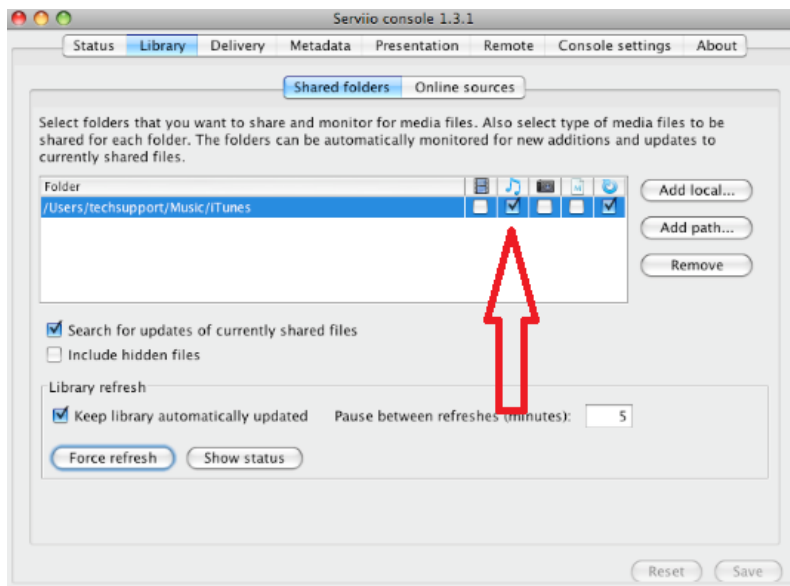 Serviio console 1.3.1
Status Library Delivery Metadata Presentation Remote Console settings About
Shared folders Online sources
Select folders that you want to share and monitor for media files. Also select type of media files to be
shared for each folder. The folders can be automatically monitored for new additions and updates to
currently shared files.
Folder
Add local...
/Users/techsupport/Music/iTunes
Add path...
Remove
Search for updates of currently shared files
Include hidden files
Library refresh
Keep library automatically updated Pause between refreshes (minutes): 5
Force refresh Show status
Reset Save